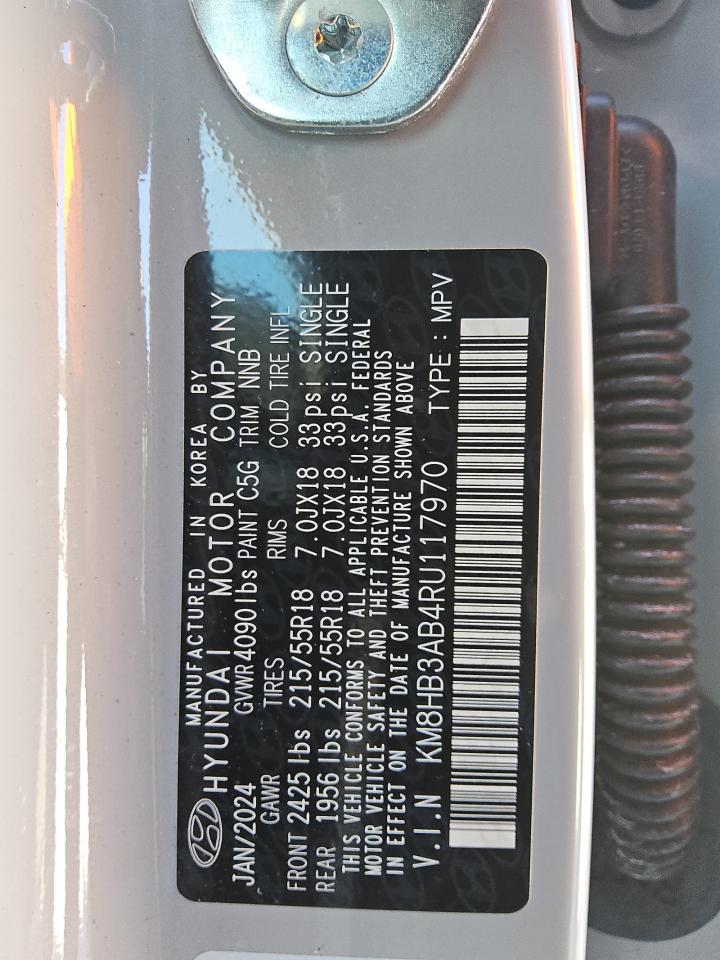 MANUFACTURED IN KOREA BY
HYUNDAI MOTOR COMPANY
JAN/2024 GVWR 4090 lbs PAINT C5G TRIM NNB
GAWR TIRES RIMS COLD TIRE INFL
FRONT 2425 lbs 215/55R18 7.0JX18 33psi SINGLE
REAR 1956 lbs 215/55R18 7.0JX18 33psi SINGLE
THIS VEHICLE CONFORMS TO ALL APPLICABLE U.S.A. FEDERAL
MOTOR VEHICLE SAFETY AND THEFT PREVENTION STANDARDS
IN EFFECT ON THE DATE OF MANUFACTURE SHOWN ABOVE
V.I.N KM8HB3AB4RU117970 TYPE : MPV